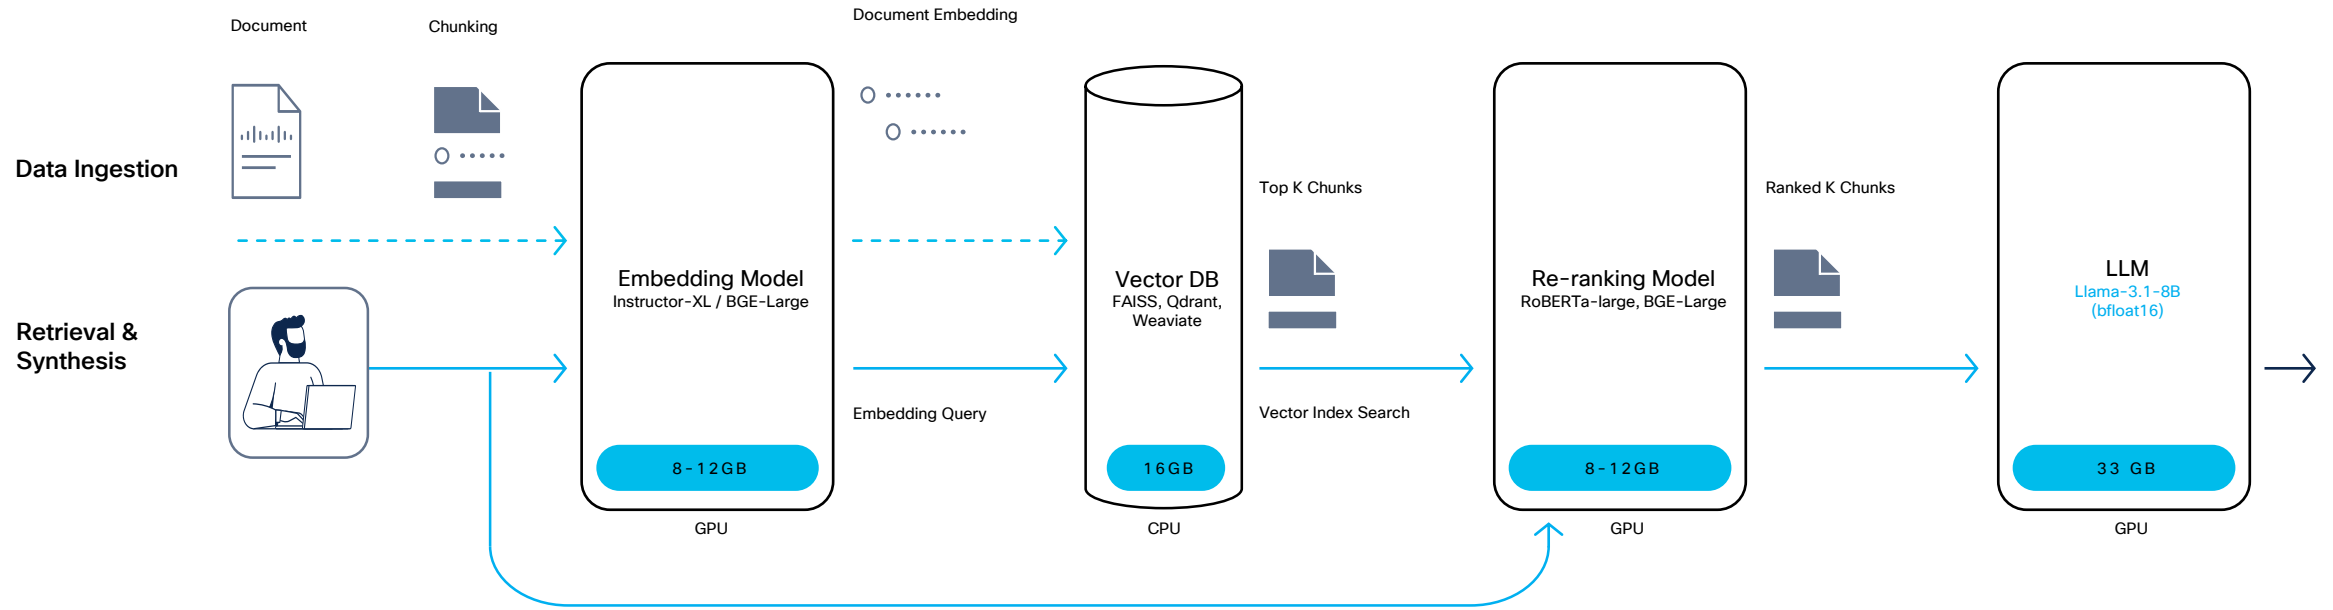 Document
Chunking
Document Embedding
Data Ingestion
Top K Chunks
Ranked K Chunks
Retrieval &
Synthesis
Embedding Model
Instructor-XL / BGE-Large
Vector DB
FAISS, Qdrant,
Weaviate
Re-ranking Model
RoBERTa-large, BGE-Large
LLM
Llama-3.1-8B
(bfloat16)
Embedding Query
Vector Index Search
8-12GB
16GB
8-12GB
33 GB
GPU
CPU
GPU
GPU